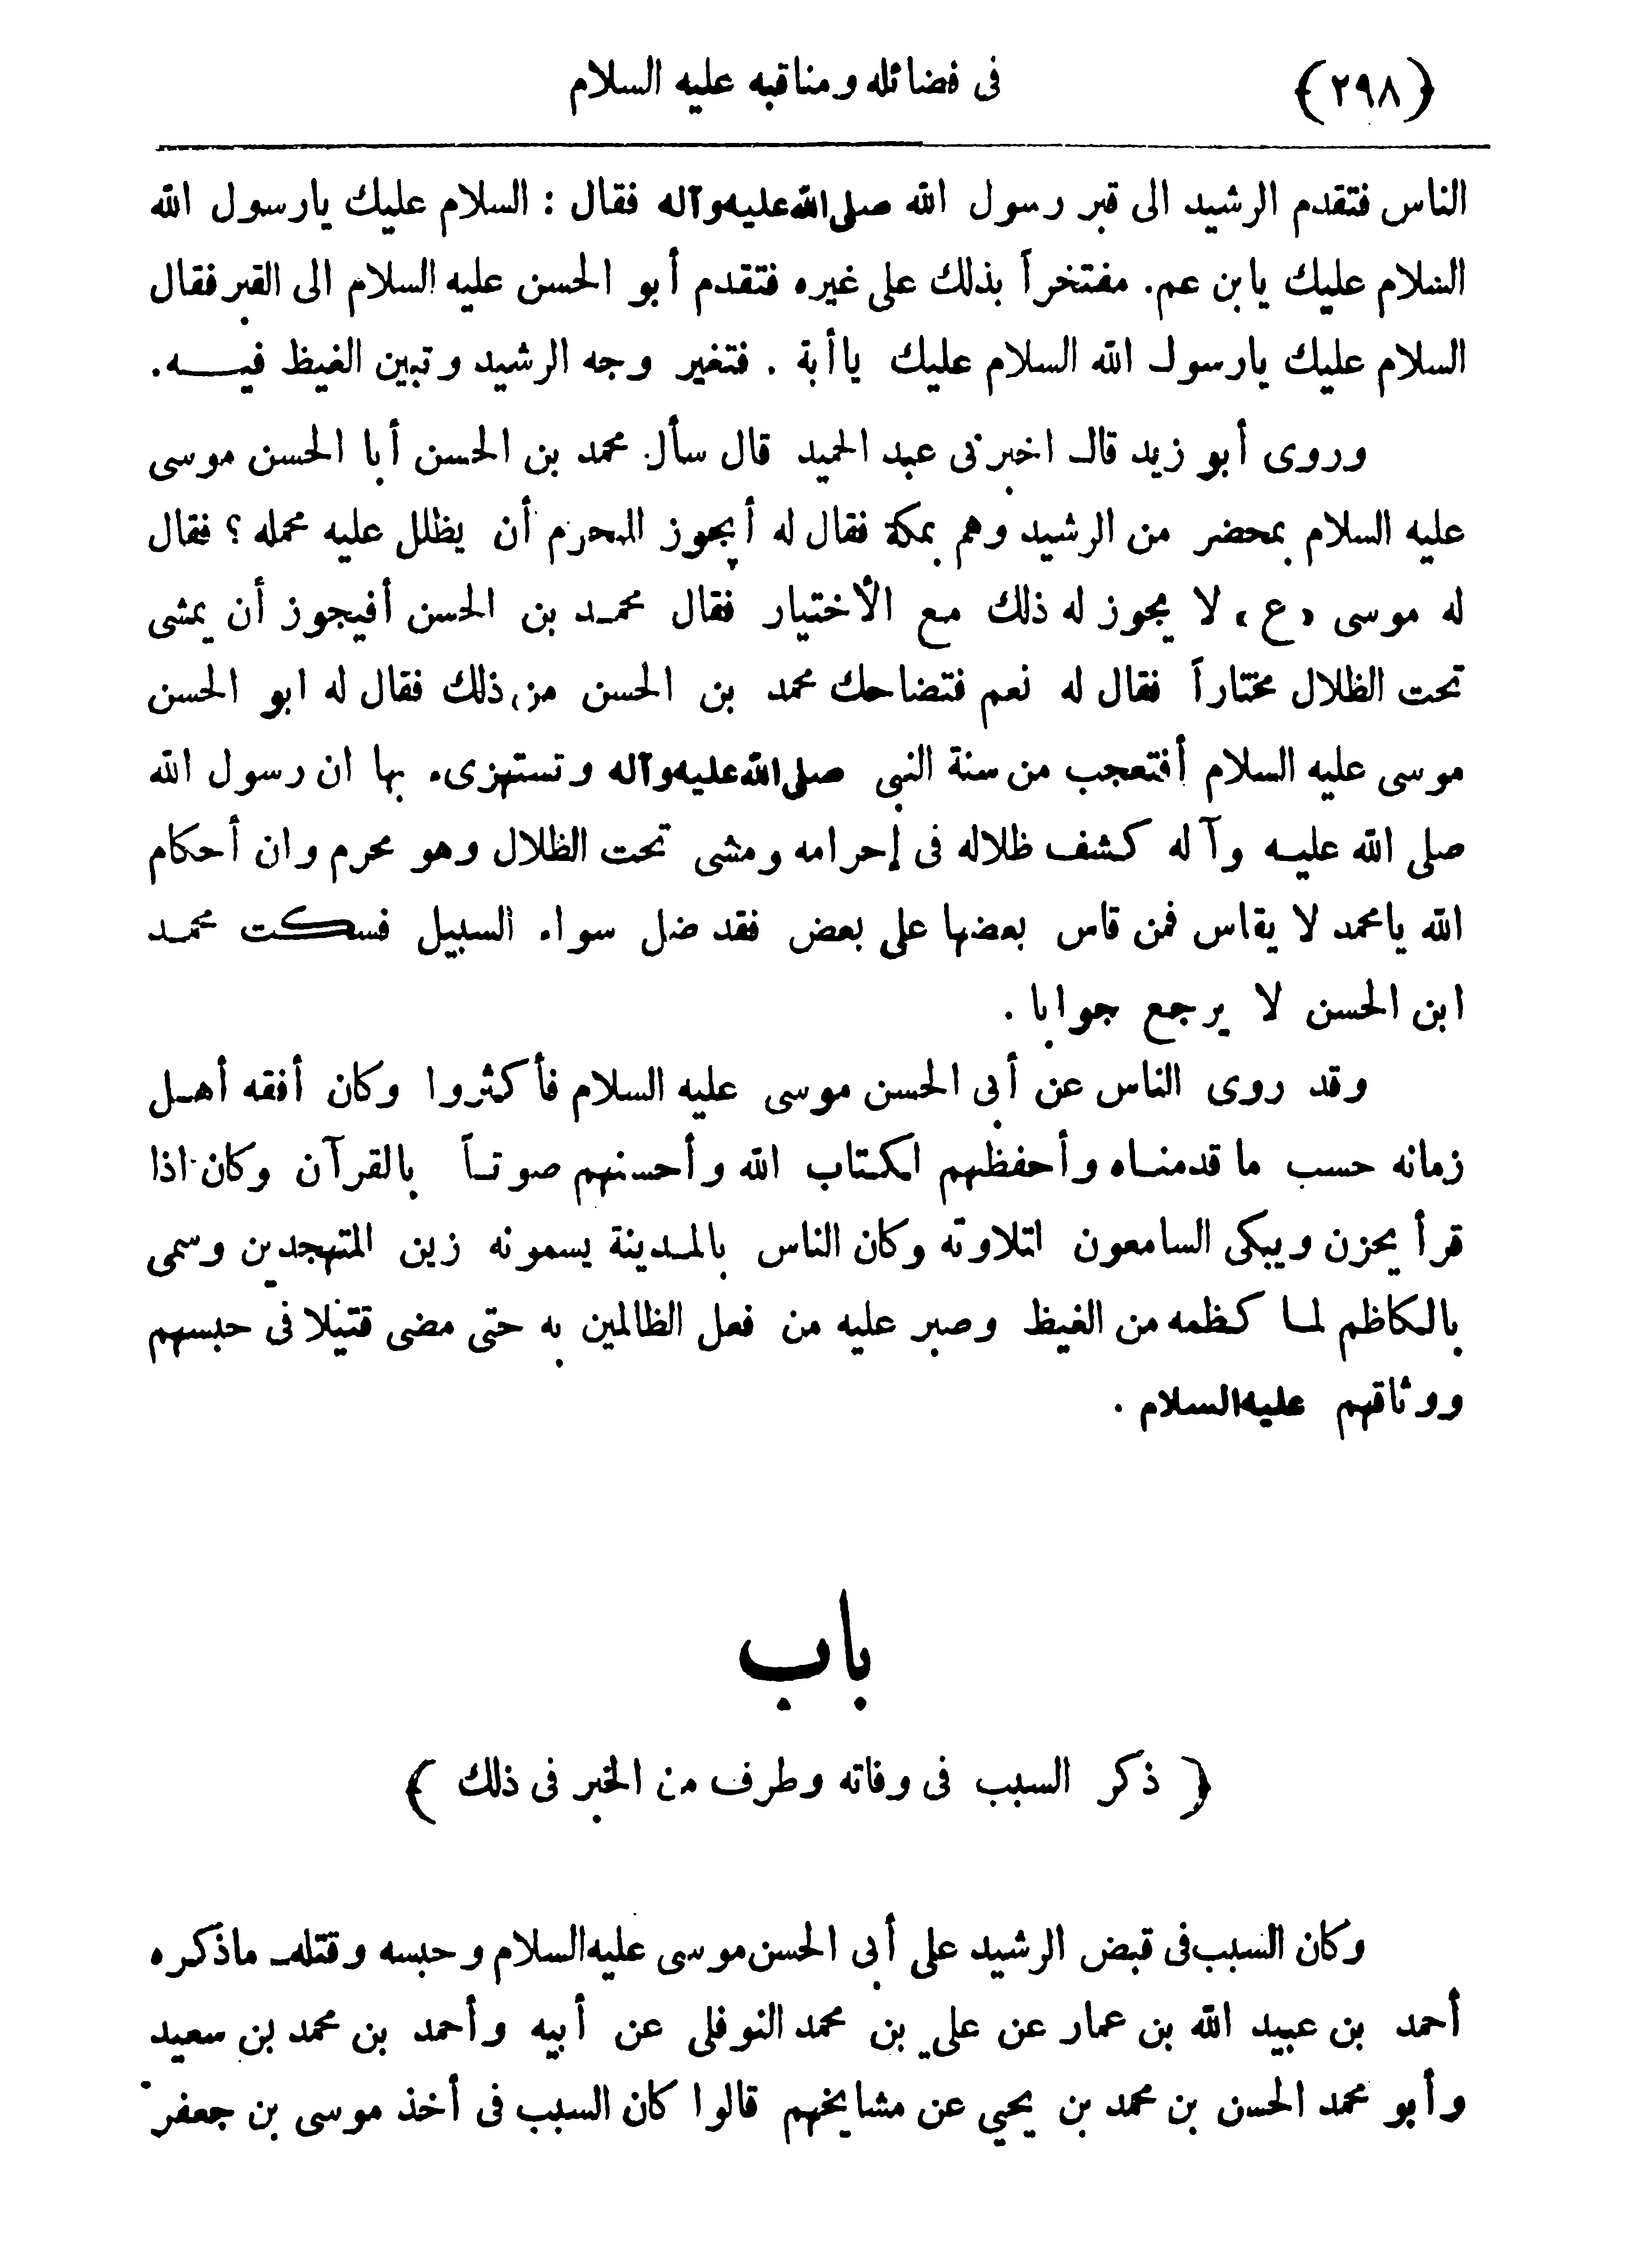 ﴿٢٩٨﴾ فى فضائله ومناقبه عليه السلام
الناس فتقدم الرشيد الى قبر رسول الله صلى الله عليه وآله فقال : السلام عليك يارسول الله
السلام عليك يابن عم. مفتخراً بذلك على غيره فتقدم أبو الحسن عليه السلام الى القبر فقال
السلام عليك يارسول الله السلام عليك ياأبة . فتغير وجه الرشيد وتبين الغيظ فيـــه.
وروى أبو زيد قال اخبرنى عبد الحميد قال سأل محمد بن الحسن أبا الحسن موسى
عليه السلام بمحضر من الرشيد وهم بمكة فقال له أيجوز للمحرم أن يظلل عليه محمله ؟ فقال
له موسى «ع» لا يجوز له ذلك مع الأختيار فقال محمد بن الحسن أفيجوز أن يمشى
تحت الظلال مختاراً فقال له نعم فتضاحك محمد بن الحسن من ذلك فقال له ابو الحسن
موسى عليه السلام أفتعجب من سنة النبى صلى الله عليه وآله وتستهزىء بها ان رسول الله
صلى الله عليه وآله كشف ظلاله فى إحرامه ومشى تحت الظلال وهو محرم وان أحكام
الله يامحمد لا يقاس فمن قاس بعضها على بعض فقد ضل سواء السبيل فسكت محمد
ابن الحسن لا يرجع جوابا .
وقد روى الناس عن أبى الحسن موسى عليه السلام فأكثروا وكان أفقه أهل
زمانه حسب ما قدمناه وأحفظهم لكتاب الله وأحسنهم صوتاً بالقرآن وكان اذا
قرأ يحزن ويبكى السامعون لتلاوته وكان الناس بالمدينة يسمونه زين المتهجدين وسمى
بالكاظم لما كظمه من الغيظ وصبر عليه من فعل الظالمين به حتى مضى قتيلا فى حبسهم
ووثاقهم عليه السلام .
باب
﴿ ذكر السبب فى وفاته وطرف من الخبر فى ذلك ﴾
وكان السبب فى قبض الرشيد على أبى الحسن موسى عليه السلام وحبسه وقتله ماذكره
أحمد بن عبيد الله بن عمار عن على بن محمد النوفلى عن أبيه وأحمد بن محمد بن سعيد
وأبو محمد الحسن بن محمد بن يحيي عن مشايخهم قالوا كان السبب فى أخذ موسى بن جعفر